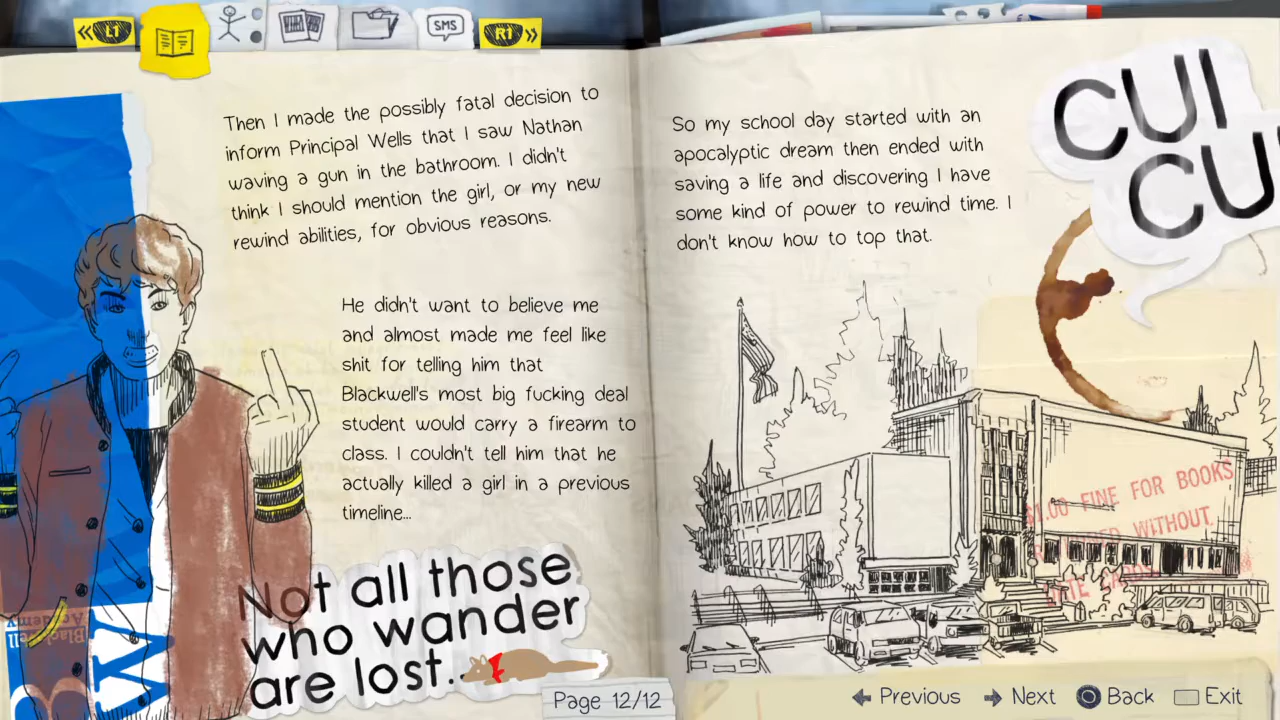 L1
SMS
R1
Then I made the possibly fatal decision to
inform Principal Wells that I saw Nathan
waving a gun in the bathroom. I didn't
think I should mention the girl, or my new
rewind abilities, for obvious reasons.
He didn't want to believe me
and almost made me feel like
shit for telling him that
Blackwell's most big fucking deal
student would carry a firearm to
class. I couldn't tell him that he
actually killed a girl in a previous
timeline...
Not all those
who wander
are lost.
Blackwell
Academy
So my school day started with an
apocalyptic dream then ended with
saving a life and discovering I have
some kind of power to rewind time. I
don't know how to top that.
CUI
CU
$1.00 FINE FOR BOOKS
WITHOUT
Page 12/12
Previous
Next
Back
Exit